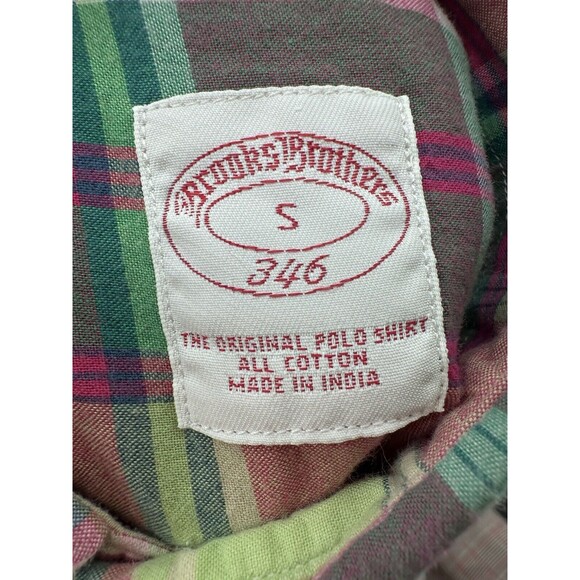 Brooks Brothers
S
346
THE ORIGINAL POLO SHIRT
ALL COTTON
MADE IN INDIA